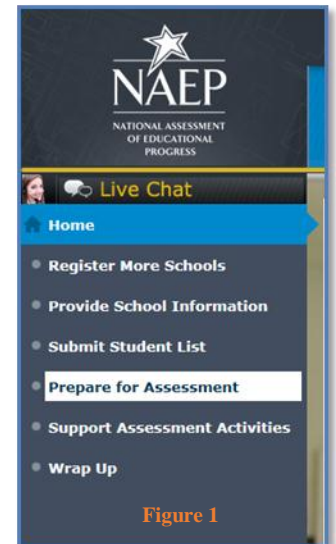 NAEP
NATIONAL ASSESSMENT
OF EDUCATIONAL
PROGRESS
Live Chat
Home
Register More Schools
Provide School Information
Submit Student List
Prepare for Assessment
Support Assessment Activities
Wrap Up
Figure 1